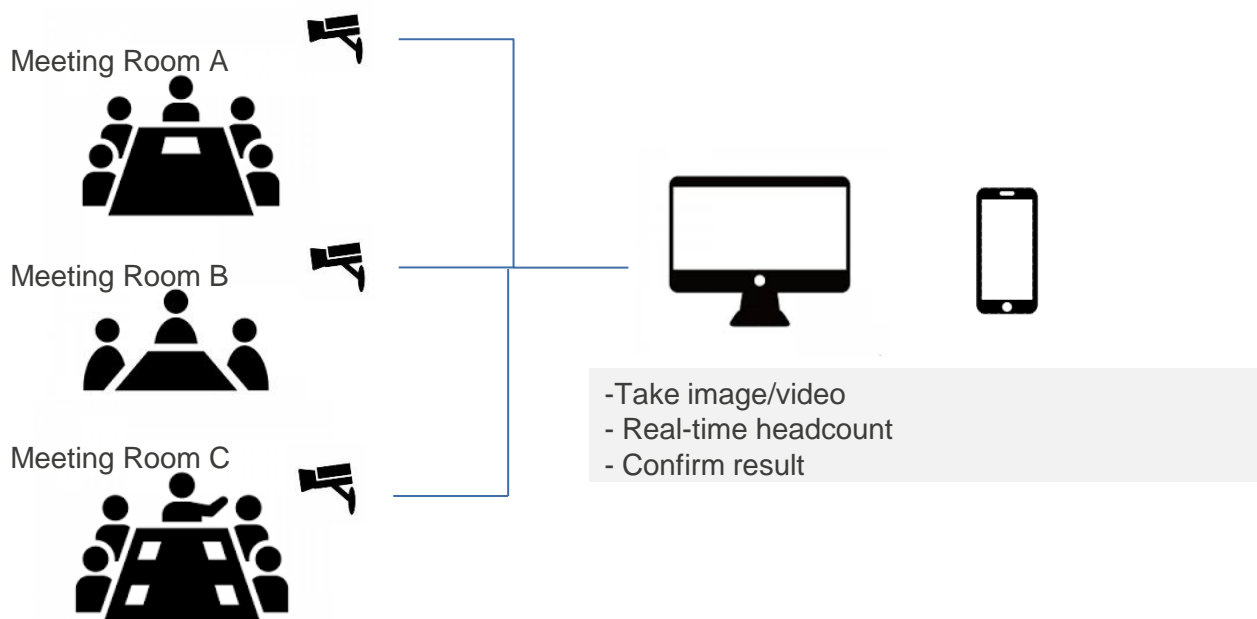 Meeting Room A
Meeting Room B
Meeting Room C
-Take image/video
- Real-time headcount
- Confirm result